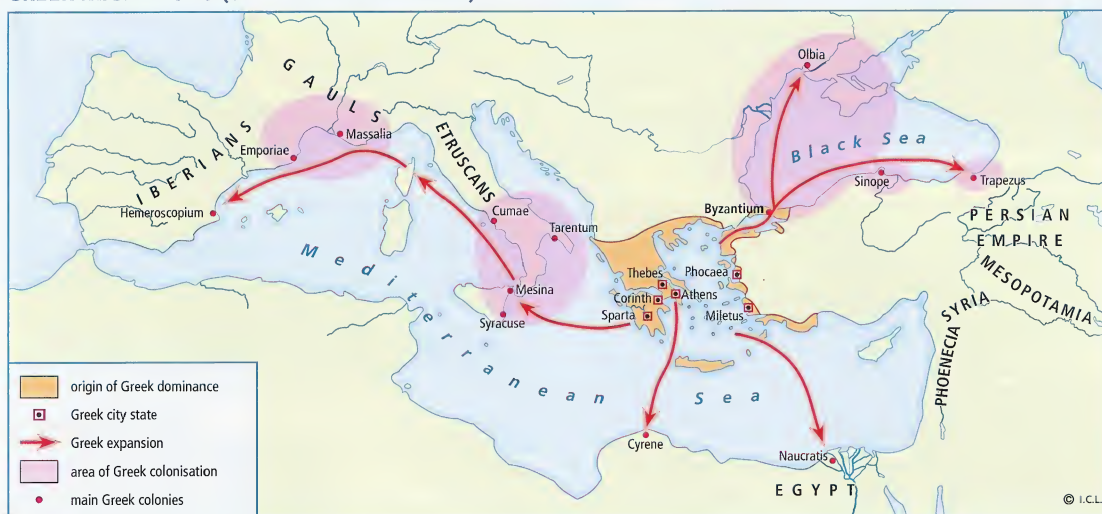 Olbia
GAULS
Massalia
ETRUSCANS
Emporiae
IBERIANS
Hemeroscopium
Black Sea
Sinope
Trapezus
Byzantium
Cumae
Tarentum
PERSIAN
EMPIRE
MESOPOTAMIA
SYRIA
PHOENECIA
Thebes
Phocaea
Corinth
Athens
Sparta
Miletus
Mesina
Syracuse
Mediterranean Sea
Cyrene
Naucratis
EGYPT
origin of Greek dominance
Greek city state
Greek expansion
area of Greek colonisation
main Greek colonies
© I.C.L.